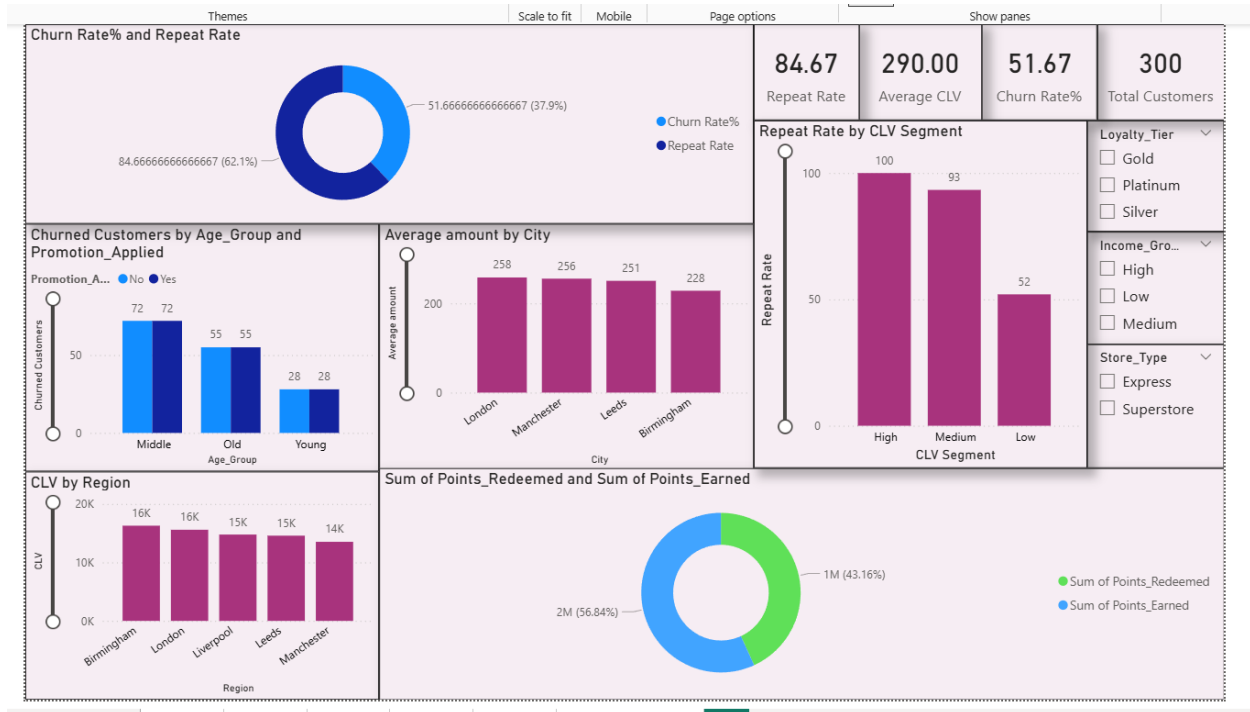 Themes
Scale to fit
Mobile
Page options
Show panes
Churn Rate% and Repeat Rate
51.66666666666667 (37.9%)
84.66666666666667 (62.1%)
Churn Rate%
Repeat Rate
84.67
Repeat Rate
290.00
Average CLV
51.67
Churn Rate%
300
Total Customers
Repeat Rate by CLV Segment
Repeat Rate
100
50
0
100
93
52
High
Medium
Low
CLV Segment
Loyalty_Tier
Gold
Platinum
Silver
Income_Gro...
High
Low
Medium
Store_Type
Express
Superstore
Churned Customers by Age_Group and
Promotion_Applied
Promotion_A...
No
Yes
Churned Customers
50
0
72
72
55
55
28
28
Middle
Old
Young
Age_Group
Average amount by City
Average amount
200
0
258
256
251
228
London
Manchester
Leeds
Birmingham
City
CLV by Region
CLV
20K
10K
0K
16K
16K
15K
15K
14K
Birmingham
London
Liverpool
Leeds
Manchester
Region
Sum of Points_Redeemed and Sum of Points_Earned
1M (43.16%)
2M (56.84%)
Sum of Points_Redeemed
Sum of Points_Earned